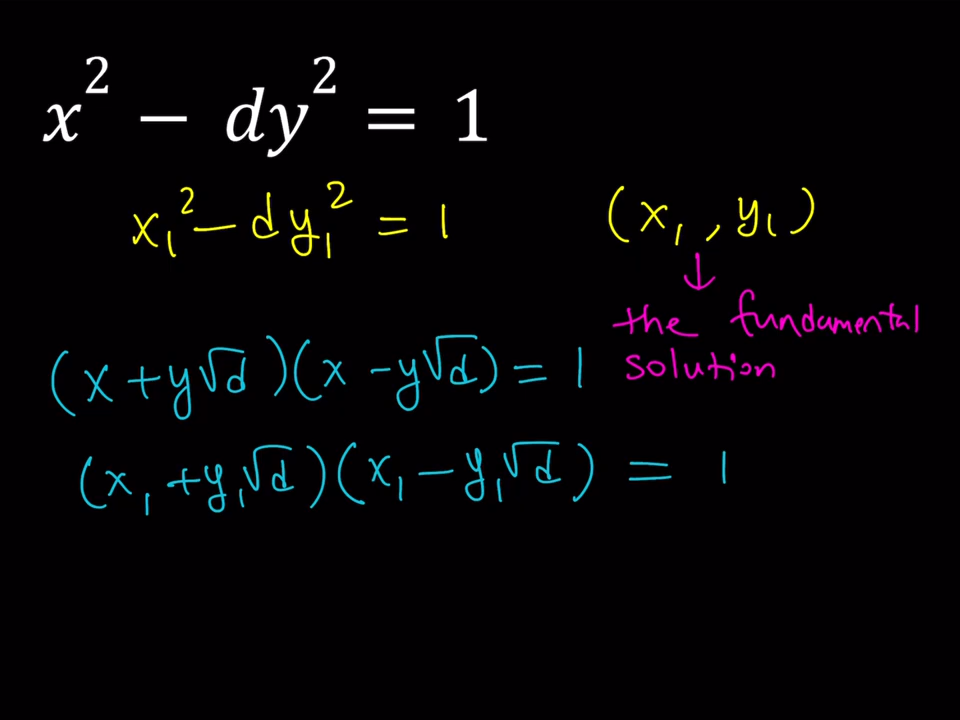 x² − dy² = 1
x₁² − dy₁² = 1 (x₁, y₁)
↓
the fundamental
solution
(x + y√d)(x − y√d) = 1
(x₁ + y₁√d)(x₁ − y₁√d) = 1